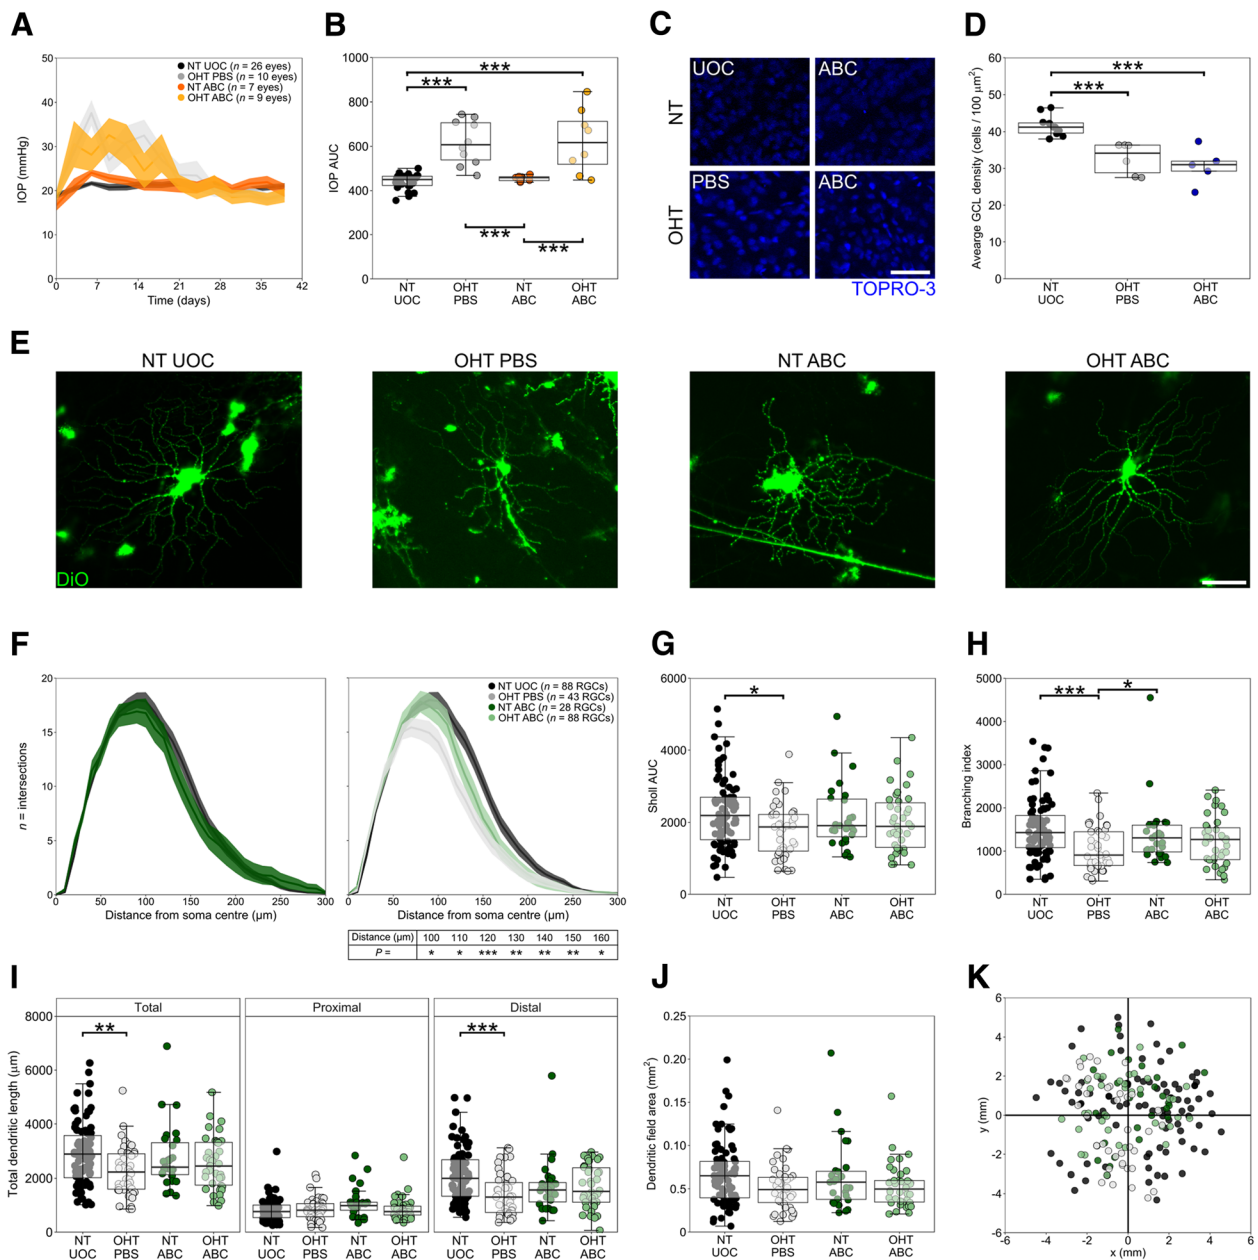 A
IOP (mmHg)
50
40
30
20
10
0
0 7 14 21 28 35 42
Time (days)
NT UOC (n = 26 eyes)
OHT PBS (n = 10 eyes)
NT ABC (n = 7 eyes)
OHT ABC (n = 9 eyes)
B
IOP AUC
1000
800
600
400
200
0
***
***
***
***
NT UOC
OHT PBS
NT ABC
OHT ABC
C
NT
OHT
UOC
ABC
PBS
ABC
TOPRO-3
D
Avearge GCL density (cells / 100 µm²)
60
50
40
30
20
10
0
***
***
NT UOC
OHT PBS
OHT ABC
E
NT UOC
OHT PBS
NT ABC
OHT ABC
DiO
F
n = intersections
20
15
10
5
0
0 50 100 150 200 250 300
Distance from soma centre (µm)
NT UOC (n = 88 RGCs)
OHT PBS (n = 43 RGCs)
NT ABC (n = 28 RGCs)
OHT ABC (n = 88 RGCs)
0 50 100 150 200 250 300
Distance from soma centre (µm)
Distance (µm) 100 110 120 130 140 150 160
P = * * *** ** ** ** *
G
Sholl AUC
6000
4000
2000
0
*
NT UOC
OHT PBS
NT ABC
OHT ABC
H
Branching index
5000
4000
3000
2000
1000
0
***
*
NT UOC
OHT PBS
NT ABC
OHT ABC
I
Total dendritic length (µm)
8000
6000
4000
2000
0
Total
Proximal
Distal
**
***
NT UOC
OHT PBS
NT ABC
OHT ABC
NT UOC
OHT PBS
NT ABC
OHT ABC
NT UOC
OHT PBS
NT ABC
OHT ABC
J
Dendritic field area (mm²)
0.25
0.20
0.15
0.10
0.5
0
NT UOC
OHT PBS
NT ABC
OHT ABC
K
y (mm)
6
4
2
0
-2
-4
-6
-6 -4 -2 0 2 4 6
x (mm)